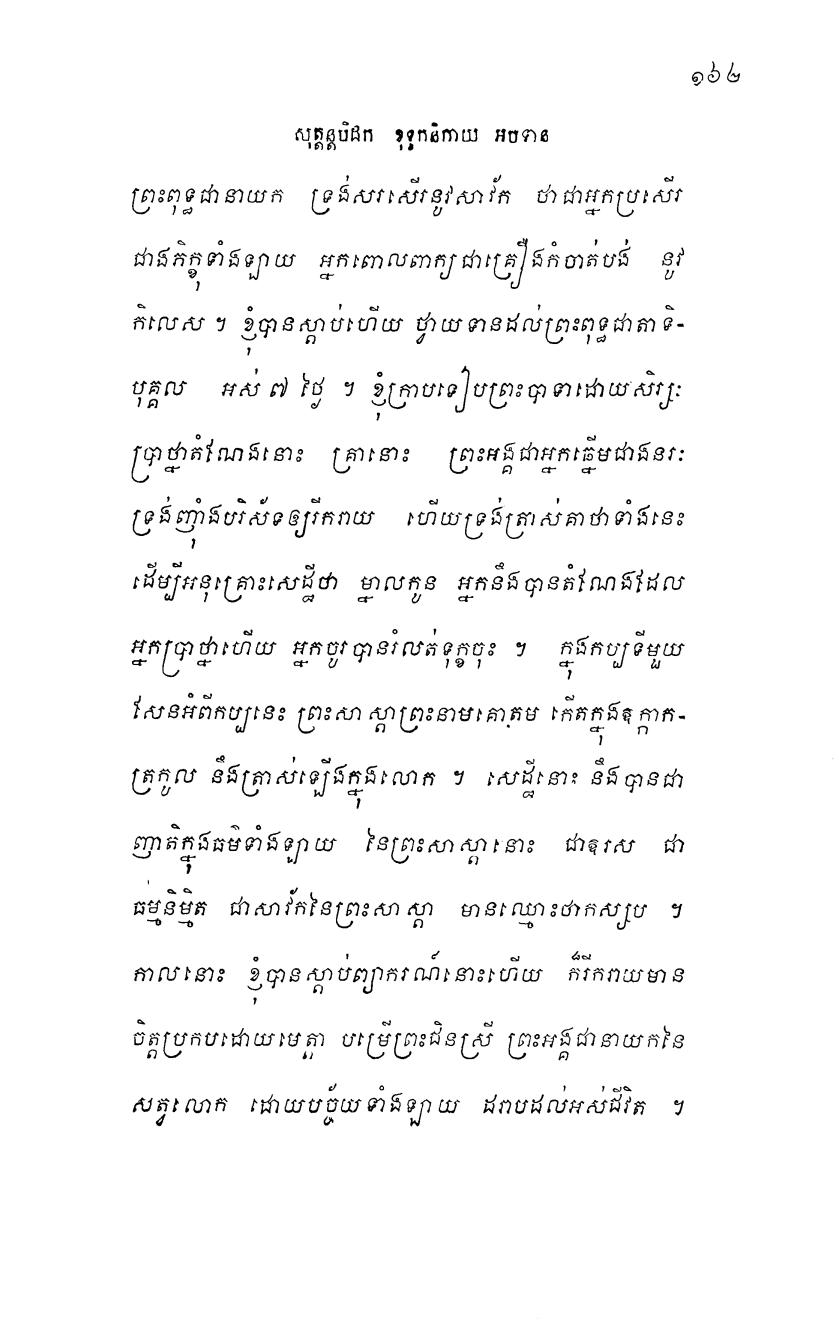 ១៦២
សុត្តន្តបិដក ខុទ្ទកនិកាយ អបទាន
ព្រះពុទ្ធជានាយក ទ្រង់សរសើរនូវសាវ័ក ថាជាអ្នកប្រសើរ
ជាងភិក្ខុទាំងឡាយ អ្នកពោលពាក្យជាគ្រឿងកំចាត់បង់ នូវ
កិលេស ។ ខ្ញុំបានស្តាប់ហើយ ថ្វាយទានដល់ព្រះពុទ្ធជាតាទិ-
បុគ្គល អស់ ៧ ថ្ងៃ ។ ខ្ញុំក្រាបទៀបព្រះបាទាដោយសិរ្សៈ
ប្រាថ្នាតំណែងនោះ គ្រានោះ ព្រះអង្គជាអ្នកឆ្នើមជាងនរៈ
ទ្រង់ញ៉ាំងបរិស័ទឲ្យរីករាយ ហើយទ្រង់ត្រាស់គាថាទាំងនេះ
ដើម្បីអនុគ្រោះសេដ្ឋីថា ម្នាលកូន អ្នកនឹងបានតំណែងដែល
អ្នកប្រាថ្នាហើយ អ្នកចូរបានរំលត់ទុក្ខចុះ ។ ក្នុងកប្បទីមួយ
សែនអំពីកប្បនេះ ព្រះសាស្តាព្រះនាមគោតម កើតក្នុងឧក្កាក-
ត្រកូល នឹងត្រាស់ឡើងក្នុងលោក ។ សេដ្ឋីនោះ នឹងបានជា
ញាតិក្នុងធម៌ទាំងឡាយ នៃព្រះសាស្តានោះ ជាឱរស ជា
ធម្មនិម្មិត ជាសាវ័កនៃព្រះសាស្តា មានឈ្មោះថាកស្សប ។
កាលនោះ ខ្ញុំបានស្តាប់ព្យាករណ៍នោះហើយ ក៏រីករាយមាន
ចិត្តប្រកបដោយមេត្តា បម្រើព្រះជិនស្រី ព្រះអង្គជានាយកនៃ
សត្វលោក ដោយបច្ច័យទាំងឡាយ ដរាបដល់អស់ជីវិត ។